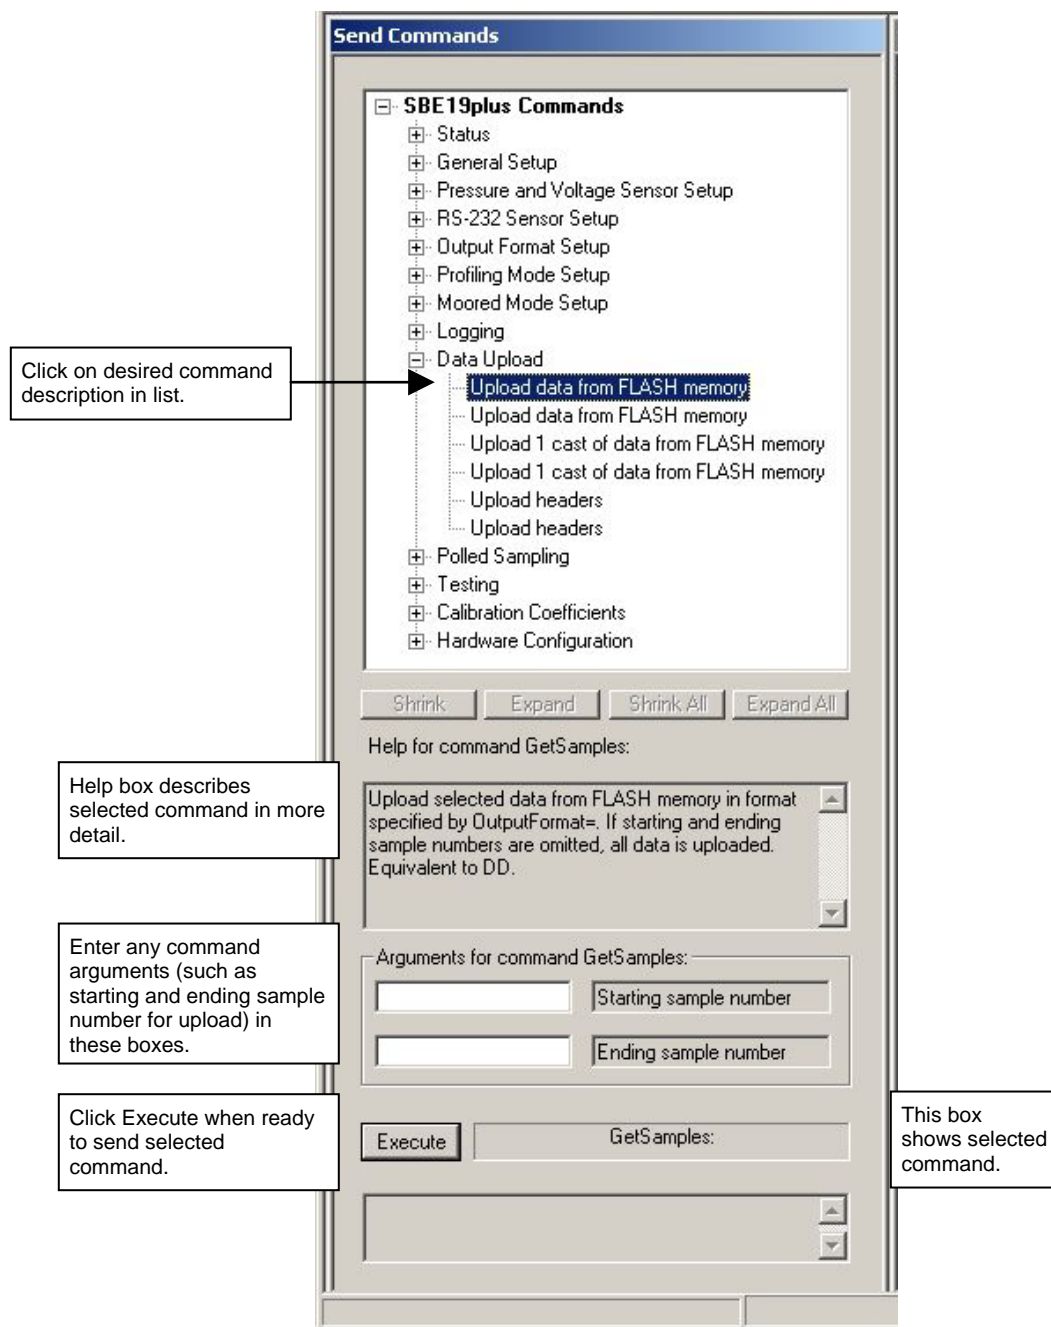 Send Commands
SBE19plus Commands
Status
General Setup
Pressure and Voltage Sensor Setup
RS-232 Sensor Setup
Output Format Setup
Profiling Mode Setup
Moored Mode Setup
Logging
Data Upload
Upload data from FLASH memory
Upload data from FLASH memory
Upload 1 cast of data from FLASH memory
Upload 1 cast of data from FLASH memory
Upload headers
Upload headers
Polled Sampling
Testing
Calibration Coefficients
Hardware Configuration
Click on desired command
description in list.
Shrink Expand Shrink All Expand All
Help for command GetSamples:
Upload selected data from FLASH memory in format
specified by OutputFormat=. If starting and ending
sample numbers are omitted, all data is uploaded.
Equivalent to DD.
Help box describes
selected command in more
detail.
Arguments for command GetSamples:
Starting sample number
Ending sample number
Enter any command
arguments (such as
starting and ending sample
number for upload) in
these boxes.
Click Execute when ready
to send selected
command.
Execute GetSamples:
This box
shows selected
command.